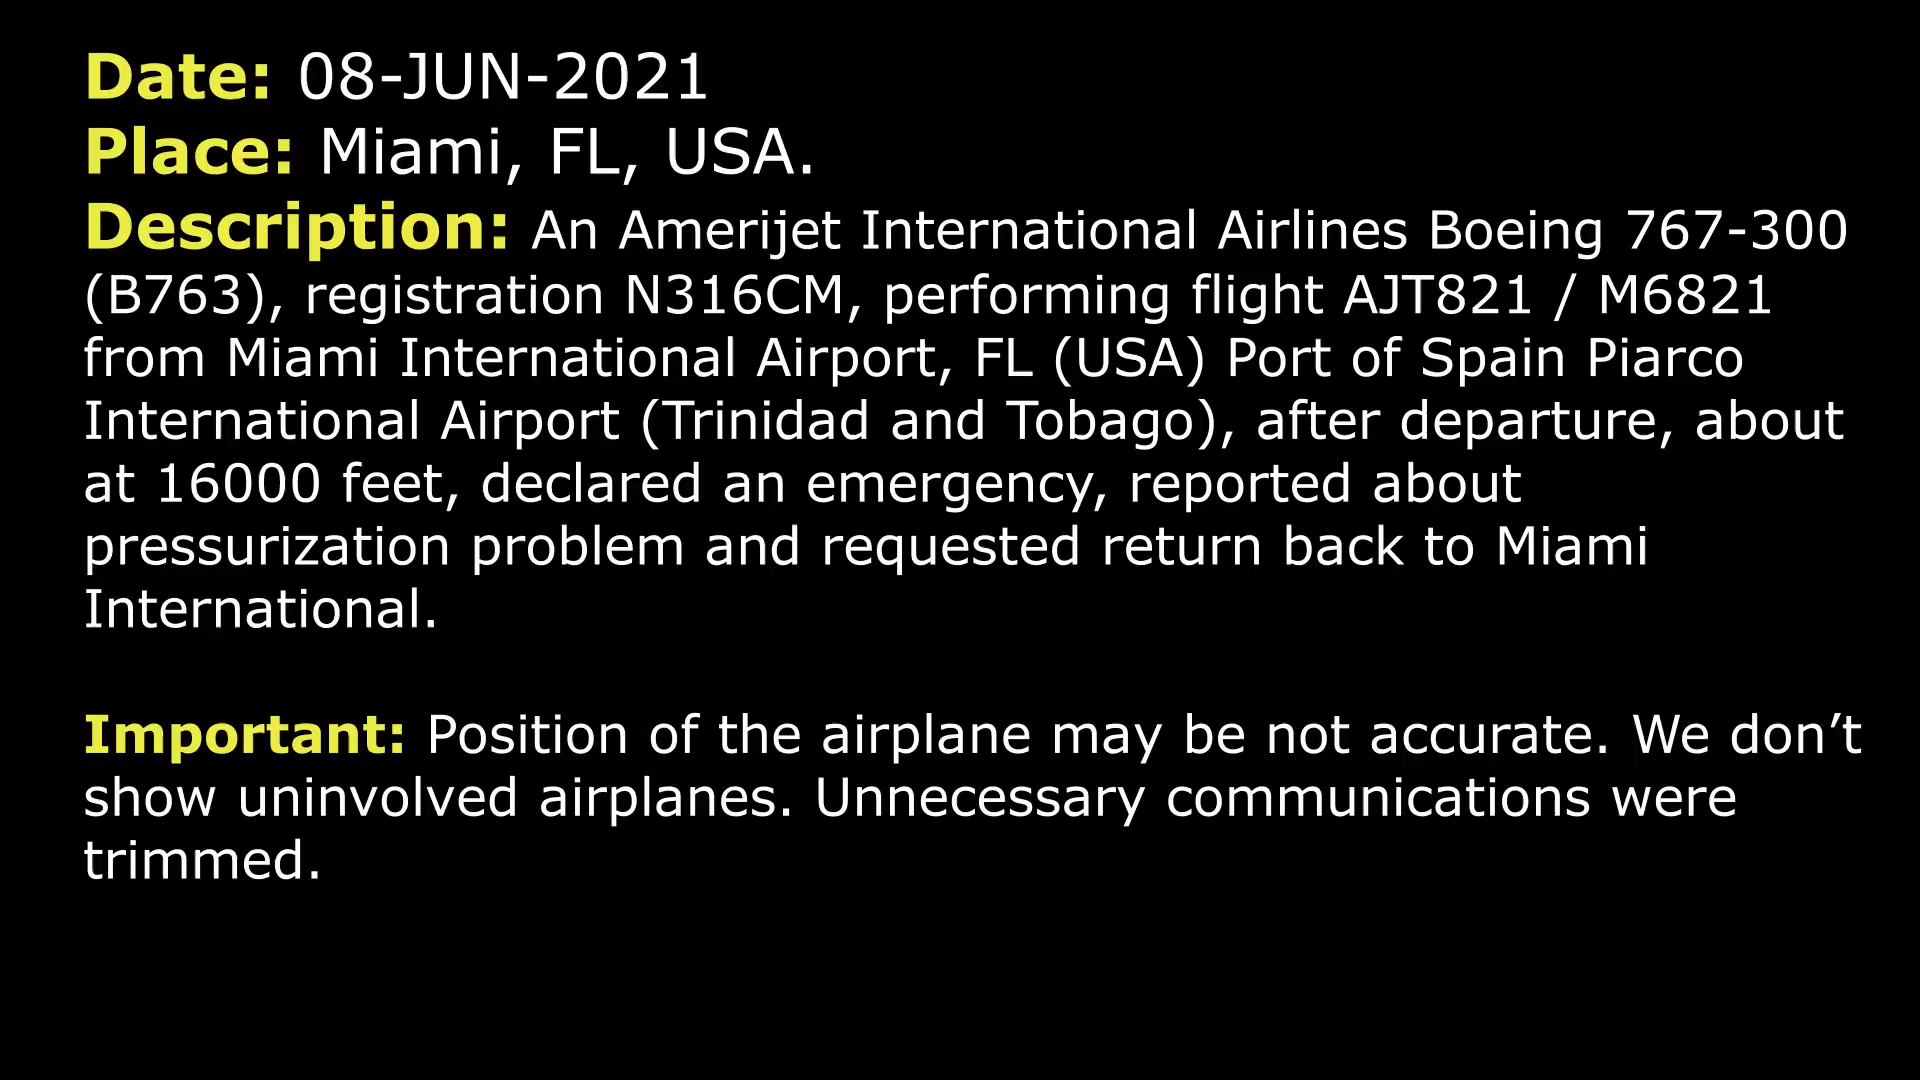 Date: 08-JUN-2021
Place: Miami, FL, USA.
Description: An Amerijet International Airlines Boeing 767-300
(B763), registration N316CM, performing flight AJT821 / M6821
from Miami International Airport, FL (USA) Port of Spain Piarco
International Airport (Trinidad and Tobago), after departure, about
at 16000 feet, declared an emergency, reported about
pressurization problem and requested return back to Miami
International.
Important: Position of the airplane may be not accurate. We don’t
show uninvolved airplanes. Unnecessary communications were
trimmed.